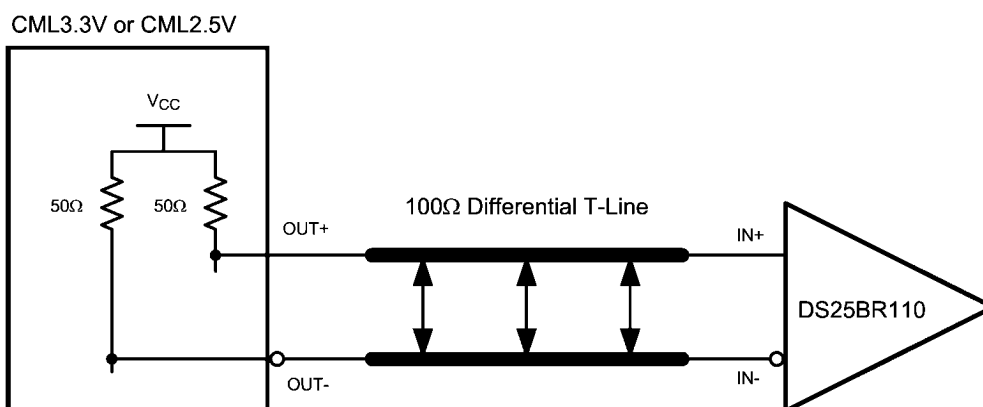 CML3.3V or CML2.5V
VCC
50Ω
50Ω
100Ω Differential T-Line
OUT+
IN+
DS25BR110
OUT-
IN-